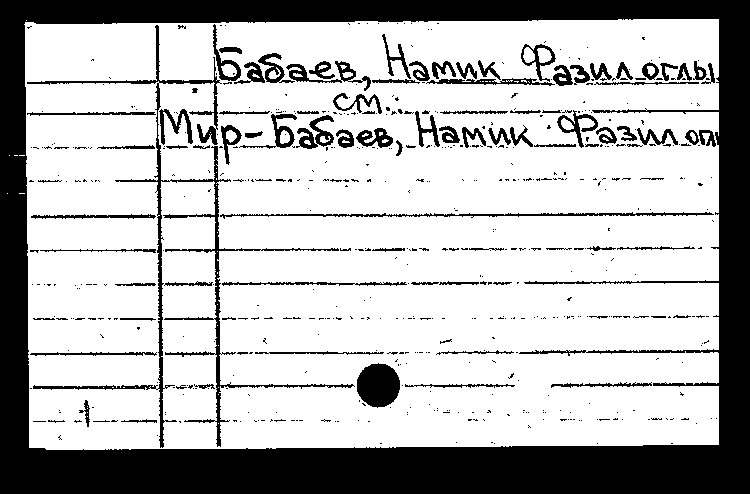 Бабаев, Намик Фазил оглы
см.:
Мир-Бабаев, Намик Фазил